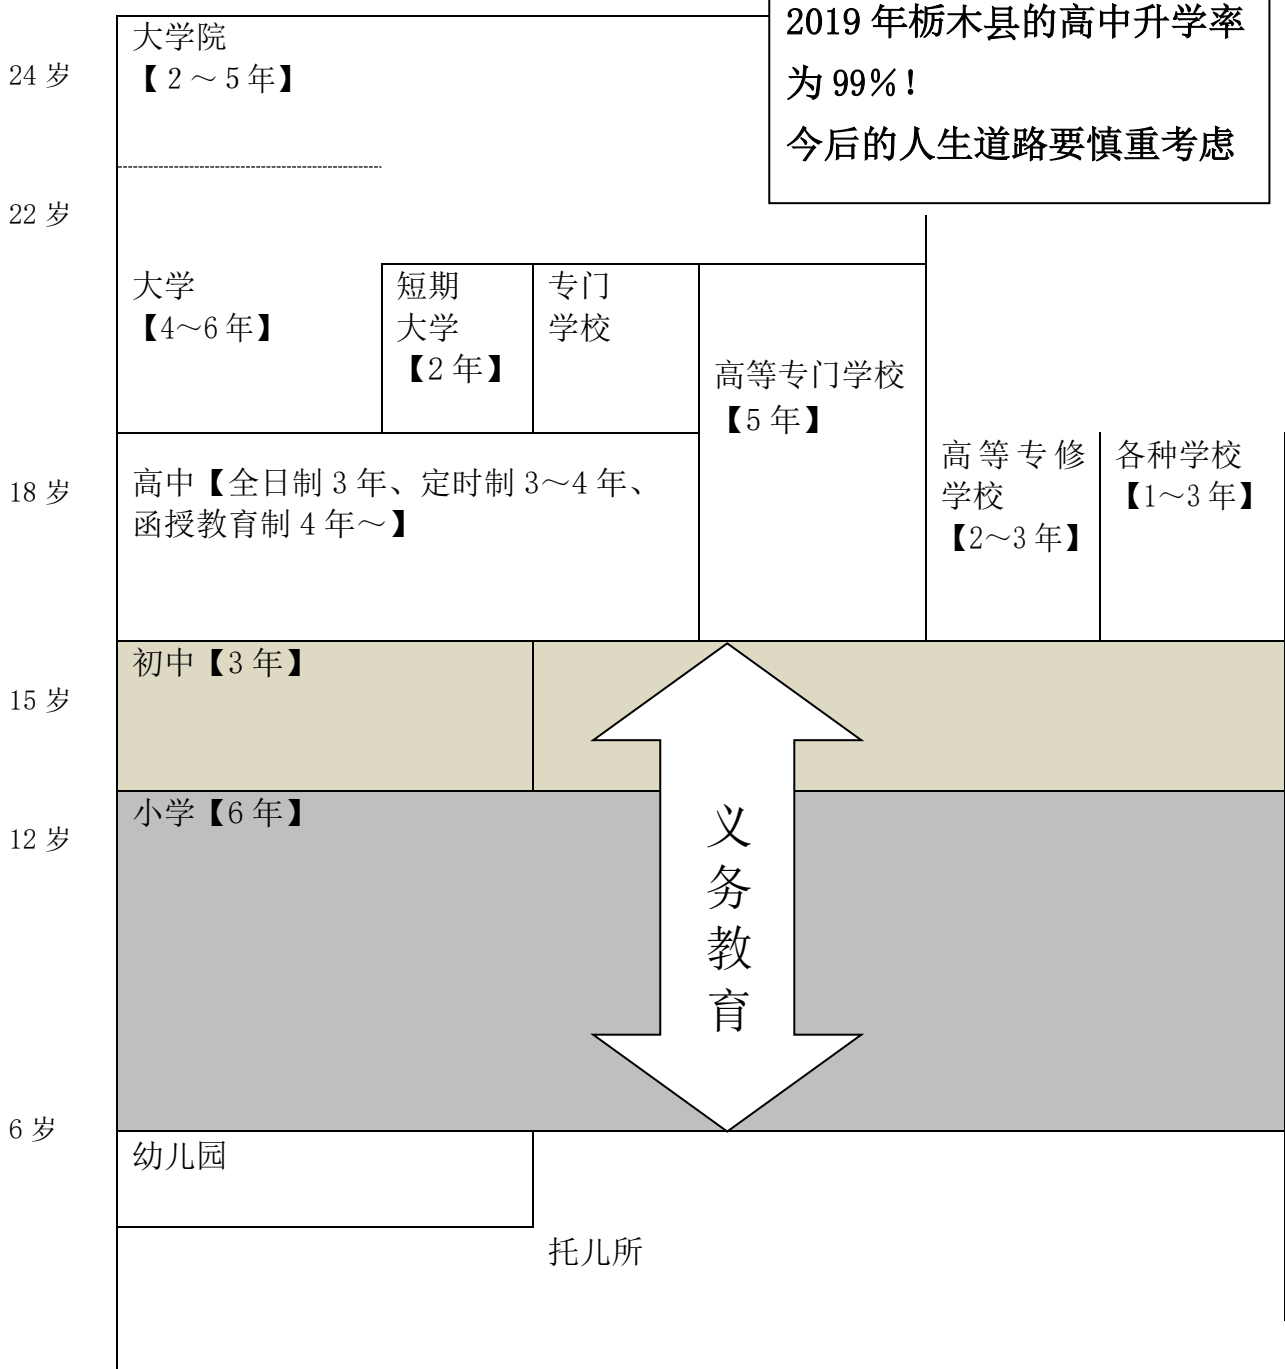 2019 年栃木县的高中升学率
为 99%！
今后的人生道路要慎重考虑
大学院
【 2 ～ 5 年】
24 岁
22 岁
大学
【4～6 年】
短期
大学
【2 年】
专门
学校
高等专门学校
【5 年】
18 岁
高中【全日制 3 年、定时制 3～4 年、
函授教育制 4 年～】
高 等 专 修
学校
【2～3 年】
各种学校
【1～3 年】
初中【3 年】
15 岁
小学【6 年】
12 岁
义
务
教
育
6 岁
幼儿园
托儿所